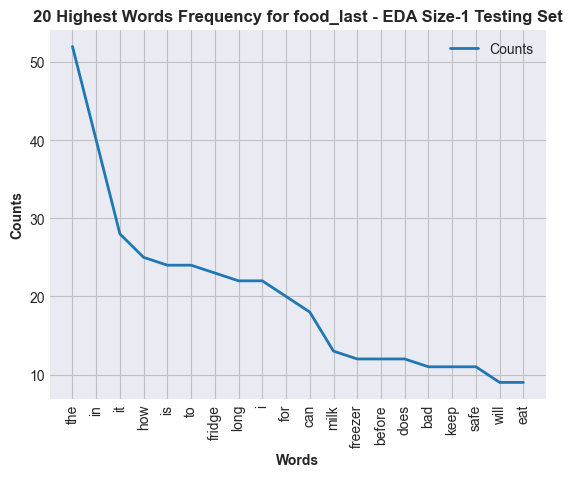 20 Highest Words Frequency for food_last - EDA Size-1 Testing Set
Counts
50
40
30
20
10
Counts
the
in
it
how
is
to
fridge
long
i
for
can
milk
freezer
before
does
bad
keep
safe
will
eat
Words